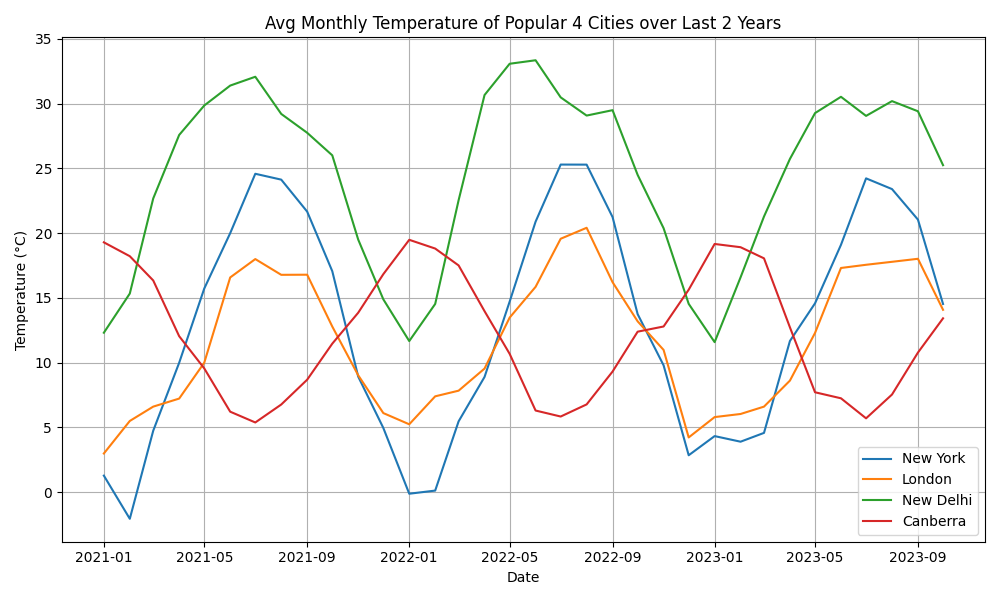 Avg Monthly Temperature of Popular 4 Cities over Last 2 Years
Temperature (°C)
35
30
25
20
15
10
5
0
2021-01
2021-05
2021-09
2022-01
2022-05
2022-09
2023-01
2023-05
2023-09
Date
New York
London
New Delhi
Canberra